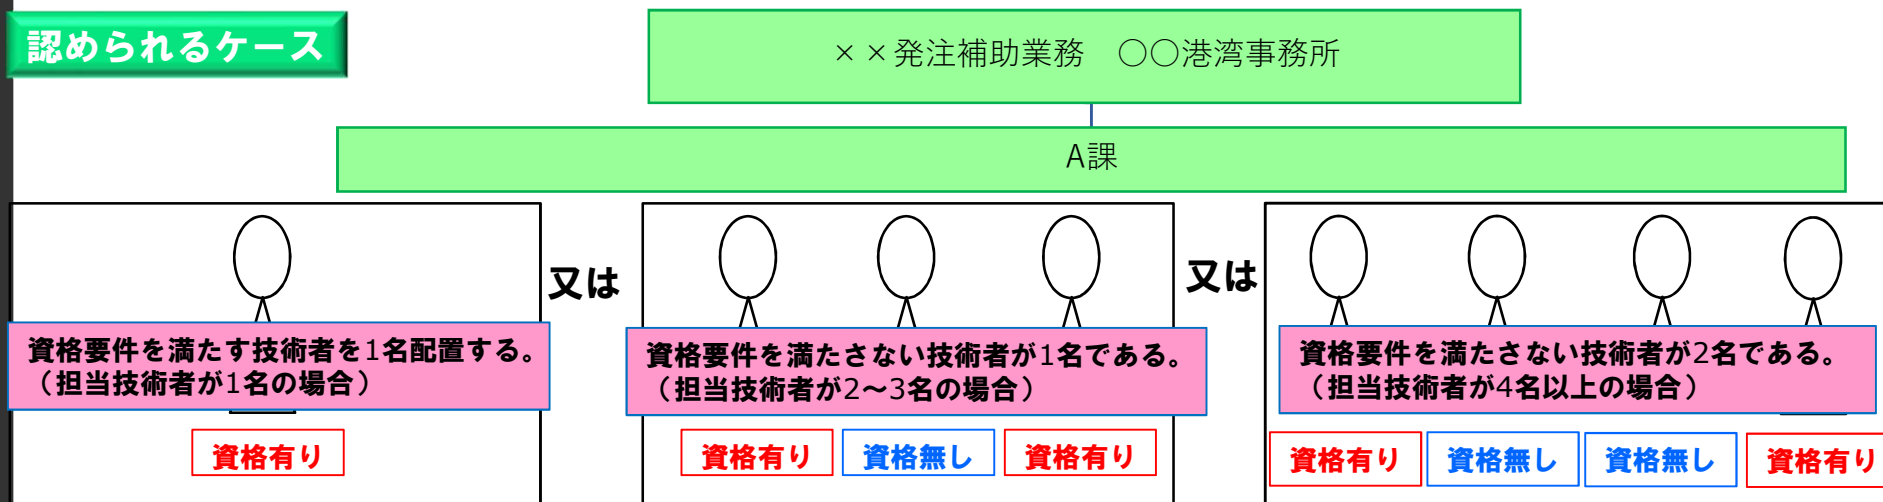 認められるケース
××発注補助業務　○○港湾事務所
A課
資格要件を満たす技術者を1名配置する。
（担当技術者が1名の場合）
資格有り
又は
資格要件を満たさない技術者が1名である。
（担当技術者が2～3名の場合）
資格有り
資格無し
資格有り
又は
資格要件を満たさない技術者が2名である。
（担当技術者が4名以上の場合）
資格有り
資格無し
資格無し
資格有り